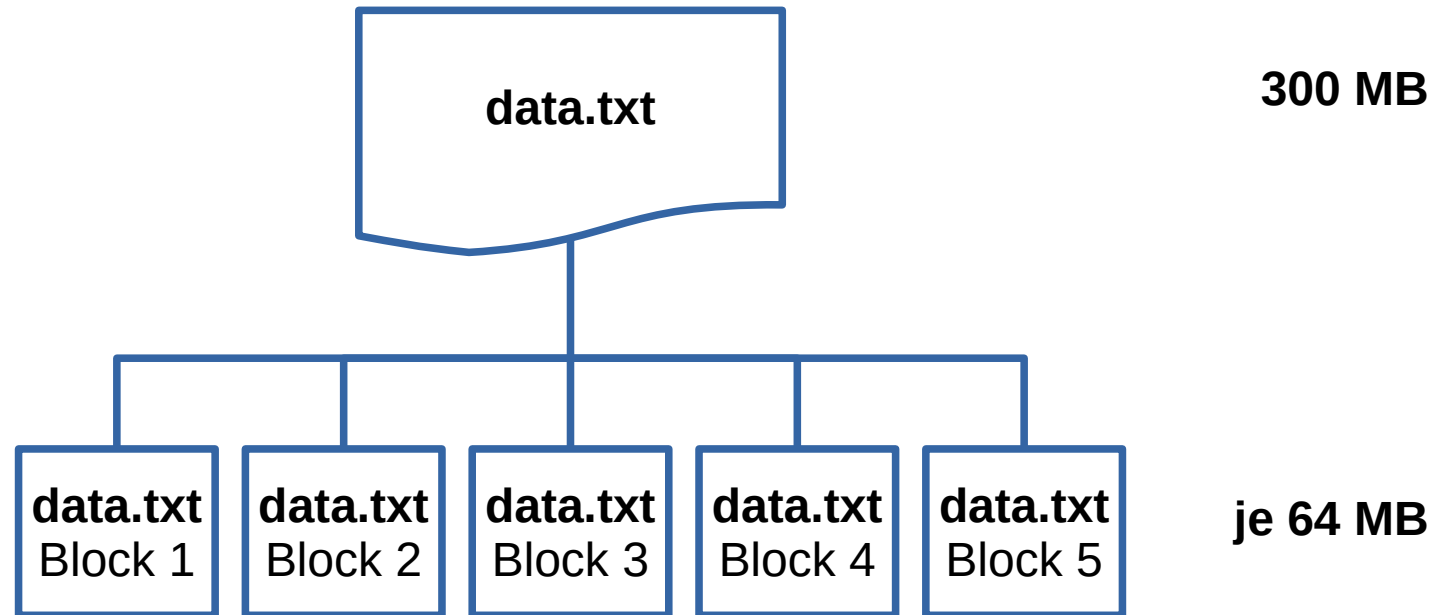 data.txt
300 MB
data.txt
Block 1
data.txt
Block 2
data.txt
Block 3
data.txt
Block 4
data.txt
Block 5
je 64 MB